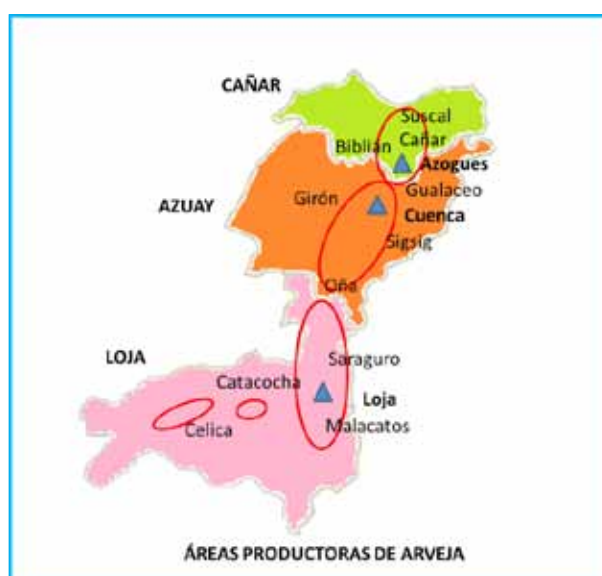 CAÑAR
Suscal
Cañar
Biblián
Azogues
Gualaceo
Girón
AZUAY
Cuenca
Sigsig
Oña
LOJA
Saraguro
Catacocha
Loja
Malacatos
Celica
ÁREAS PRODUCTORAS DE ARVEJA